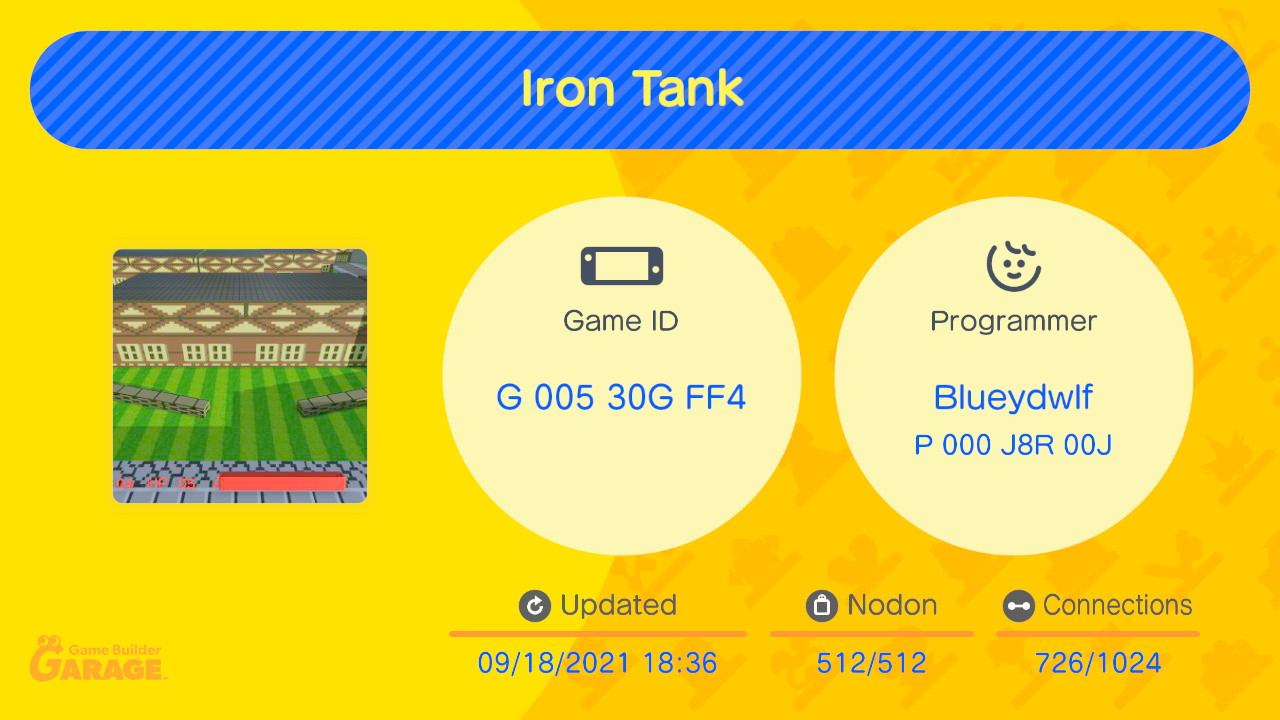 Iron Tank
Game ID
G 005 30G FF4
Programmer
Blueydwlf
P 000 J8R 00J
Updated
09/18/2021 18:36
Nodon
512/512
Connections
726/1024
HP
Game Builder
GARAGE